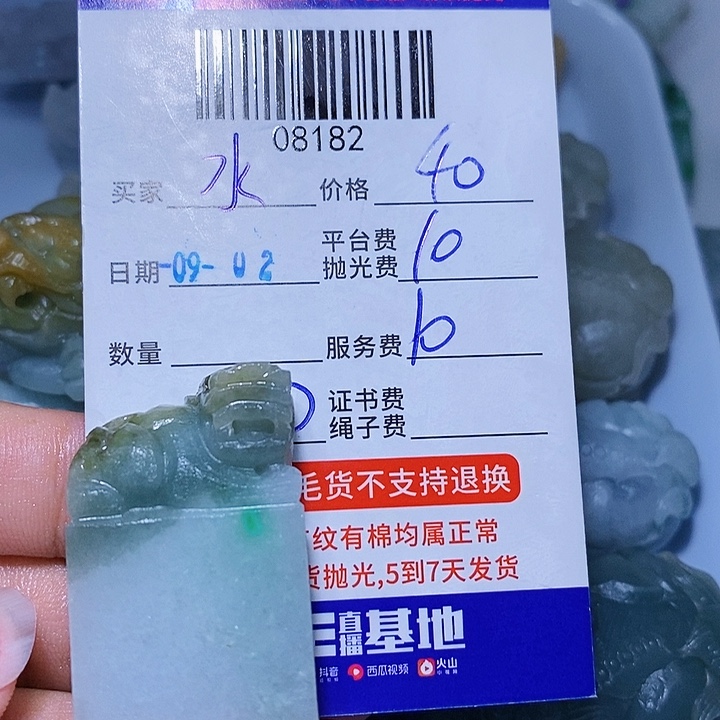 08182
买家 水 价格 40
平台费
日期 -09-02 抛光费 10
数量 服务费 10
证书费
绳子费
毛货不支持退换
纹有棉均属正常
货抛光,5到7天发货
直播基地
抖音 西瓜视频 火山